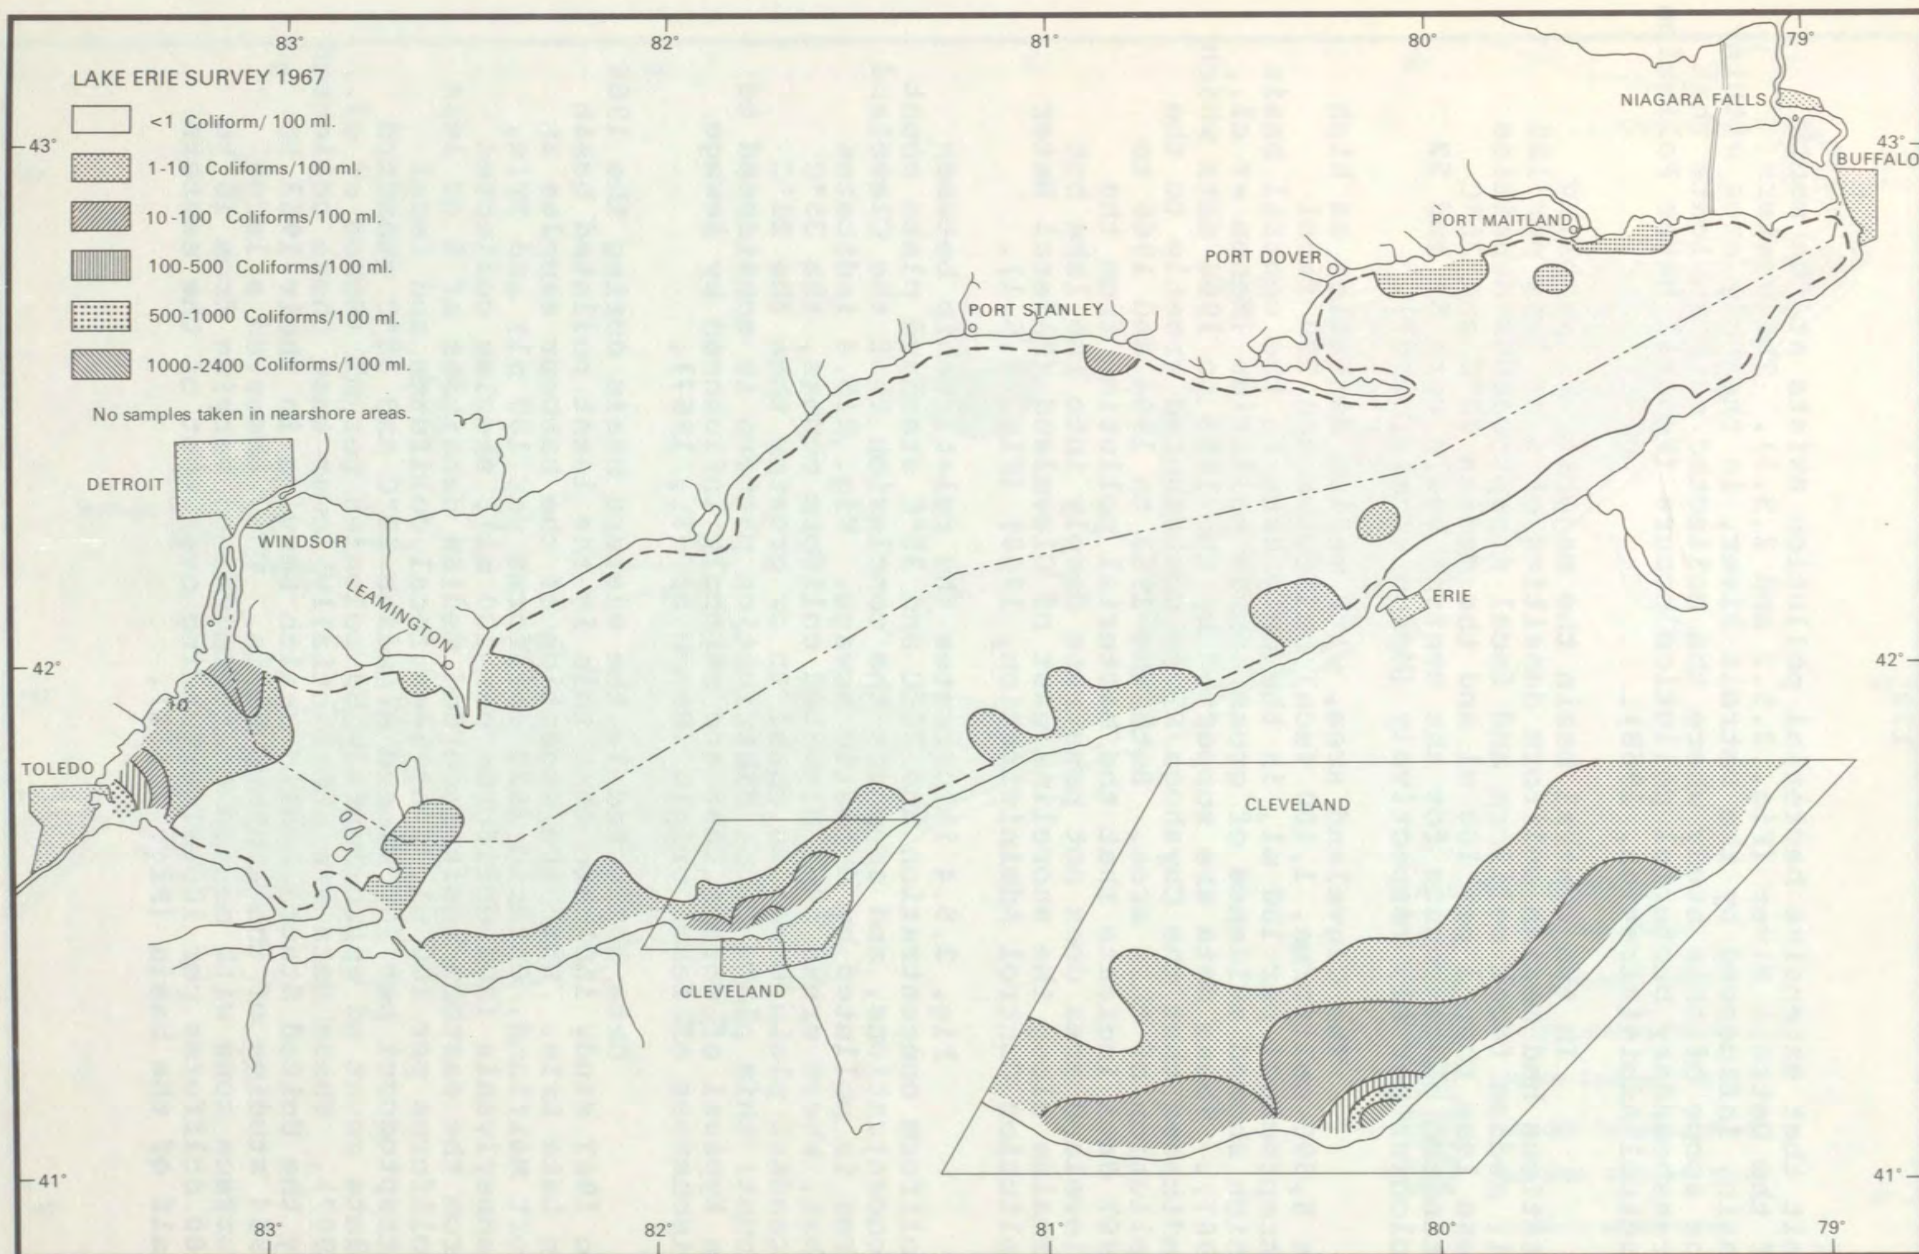 83°
82°
81°
80°
79°
LAKE ERIE SURVEY 1967
<1 Coliform/ 100 ml.
1-10 Coliforms/100 ml.
10-100 Coliforms/100 ml.
100-500 Coliforms/100 ml.
500-1000 Coliforms/100 ml.
1000-2400 Coliforms/100 ml.
No samples taken in nearshore areas.
43°
43°
NIAGARA FALLS
BUFFALO
PORT MAITLAND
PORT DOVER
PORT STANLEY
DETROIT
WINDSOR
LEAMINGTON
ERIE
42°
42°
TOLEDO
CLEVELAND
CLEVELAND
41°
41°
83°
82°
81°
80°
79°